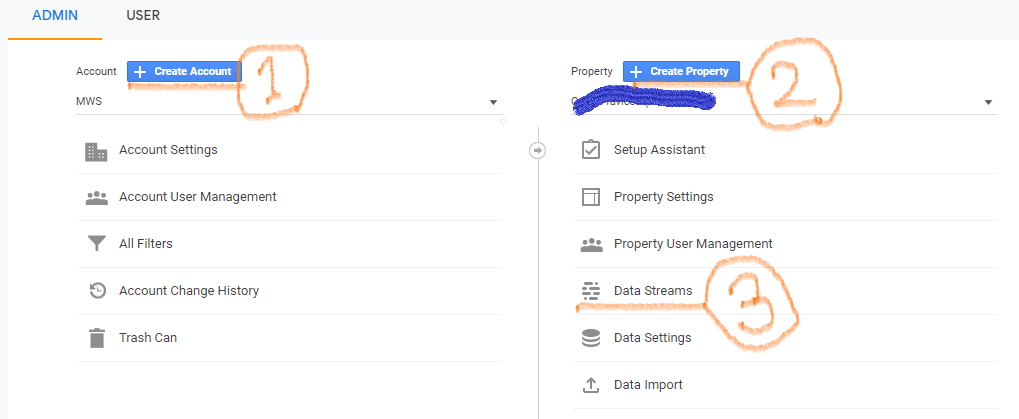 ADMIN USER
Account + Create Account 1
MWS
Account Settings
Account User Management
All Filters
Account Change History
Trash Can
Property + Create Property 2
Setup Assistant
Property Settings
Property User Management
Data Streams 3
Data Settings
Data Import